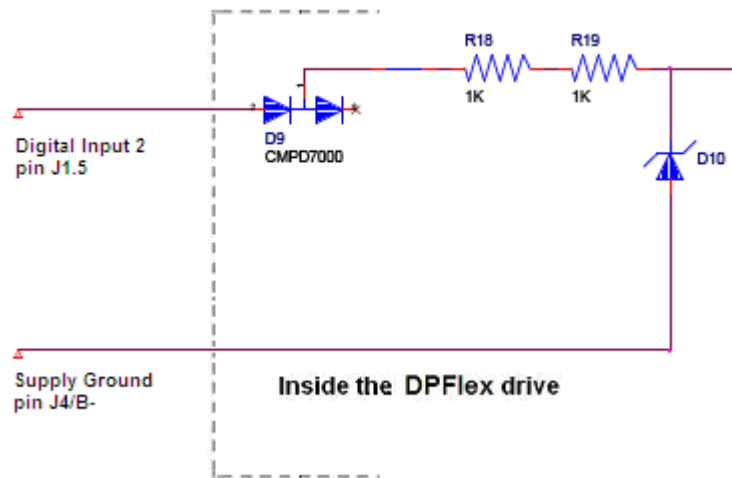 R18 R19
1K 1K
D9
CMPD7000
D10
Digital Input 2
pin J1.5
Supply Ground
pin J4/B-
Inside the DPFlex drive